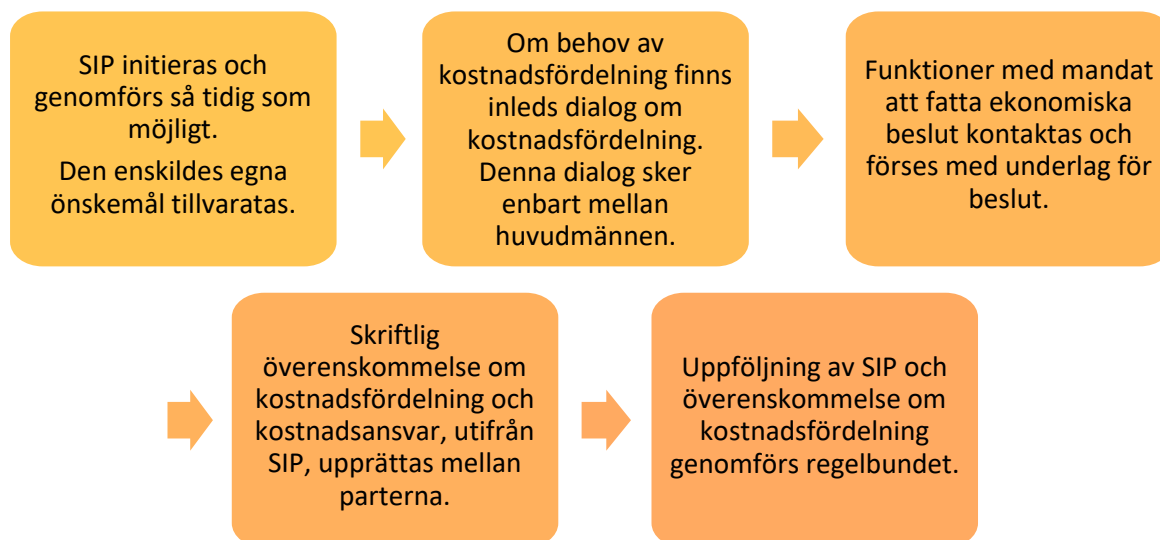 SIP initieras och
genomförs så tidig som
möjligt.
Den enskildes egna
önskemål tillvaratas.
Om behov av
kostnadsfördelning finns
inleds dialog om
kostnadsfördelning.
Denna dialog sker
enbart mellan
huvudmännen.
Funktioner med mandat
att fatta ekonomiska
beslut kontaktas och
förses med underlag för
beslut.
Skriftlig
överenskommelse om
kostnadsfördelning och
kostnadsansvar, utifrån
SIP, upprättas mellan
parterna.
Uppföljning av SIP och
överenskommelse om
kostnadsfördelning
genomförs regelbundet.